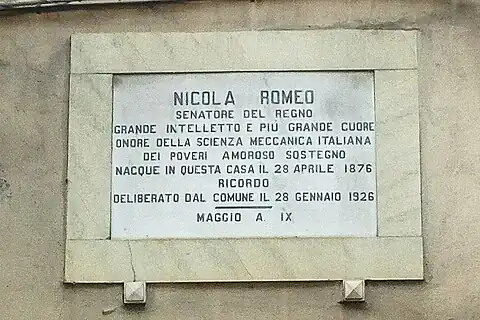 NICOLA ROMEO
SENATORE DEL REGNO
GRANDE INTELLETTO E PIÙ GRANDE CUORE
ONORE DELLA SCIENZA MECCANICA ITALIANA
DEI POVERI AMOROSO SOSTEGNO
NACQUE IN QUESTA CASA IL 28 APRILE 1876
RICORDO
DELIBERATO DAL COMUNE IL 28 GENNAIO 1926
MAGGIO A. IX